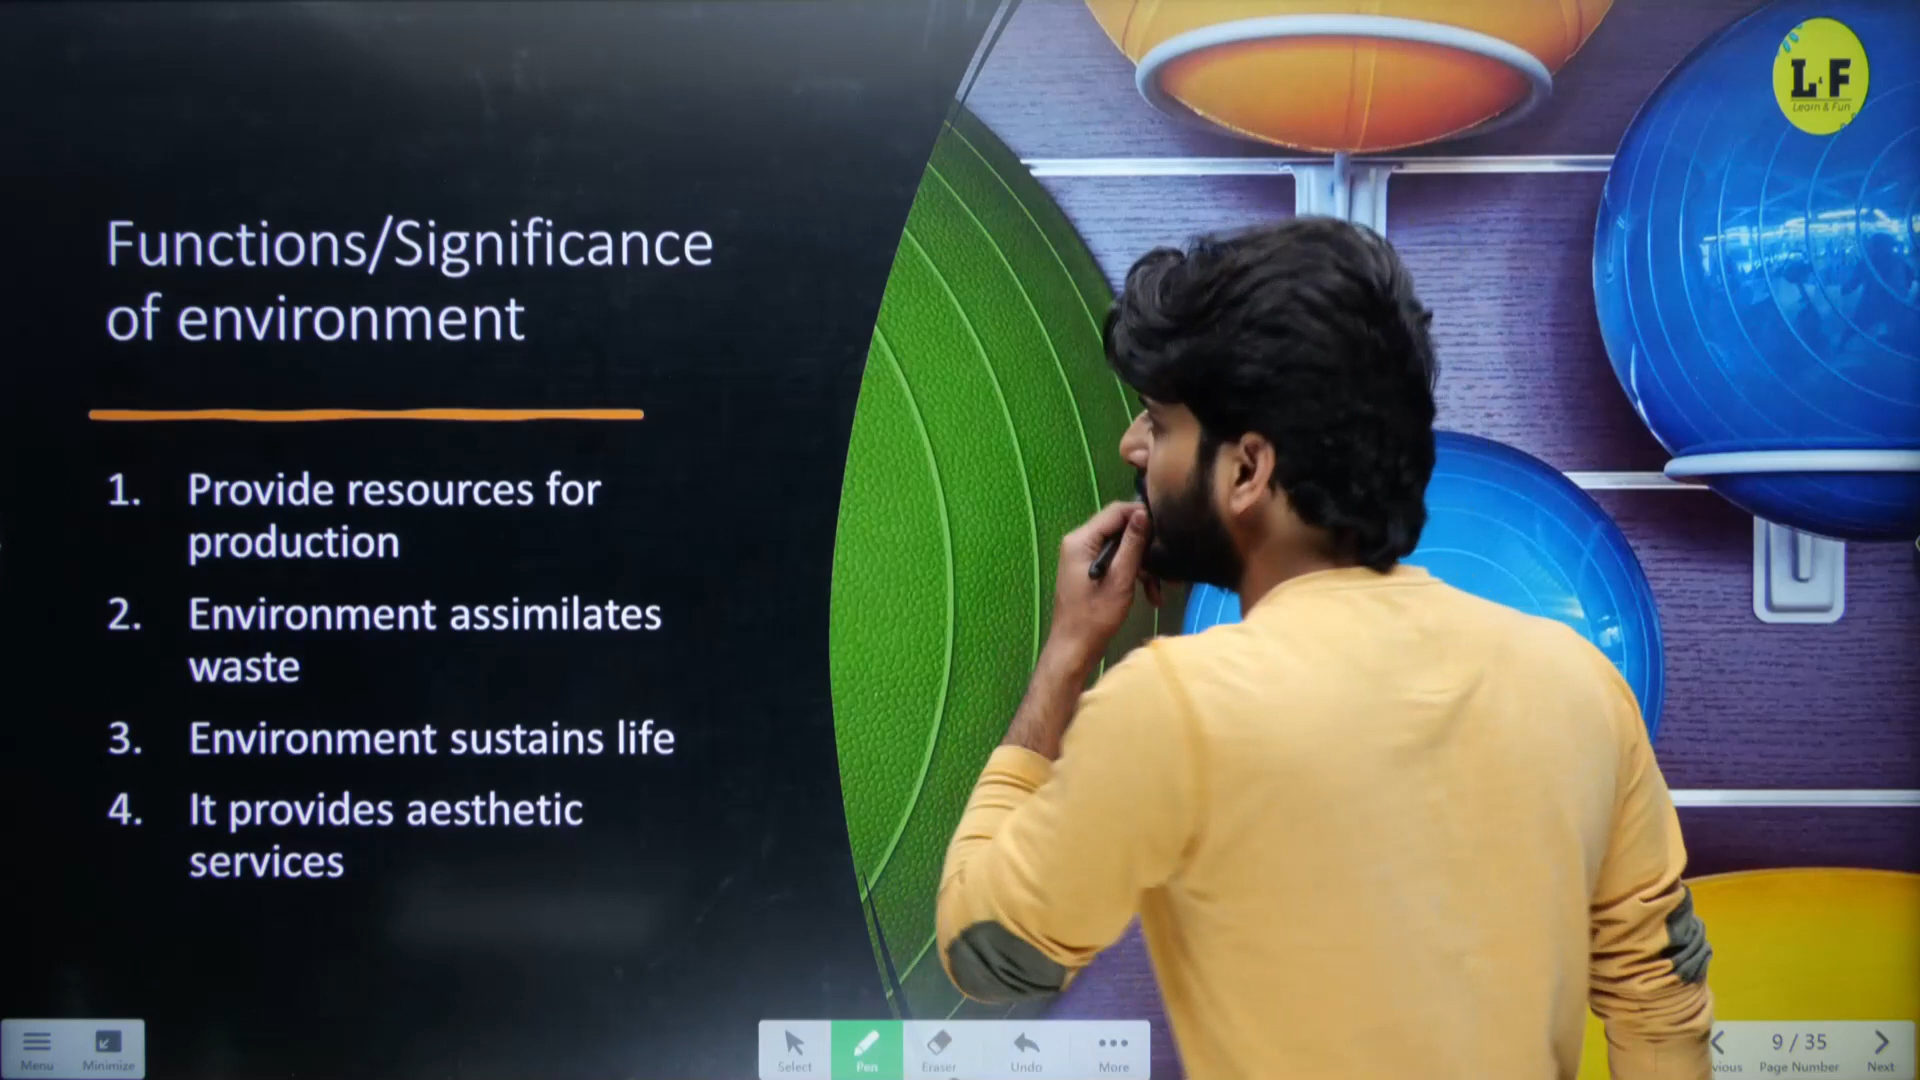 L&F
Learn & Fun
Functions/Significance
of environment
1. Provide resources for
production
2. Environment assimilates
waste
3. Environment sustains life
4. It provides aesthetic
services
Menu
Minimize
Select
Pen
Eraser
Undo
More
vious
9 / 35
Page Number
Next